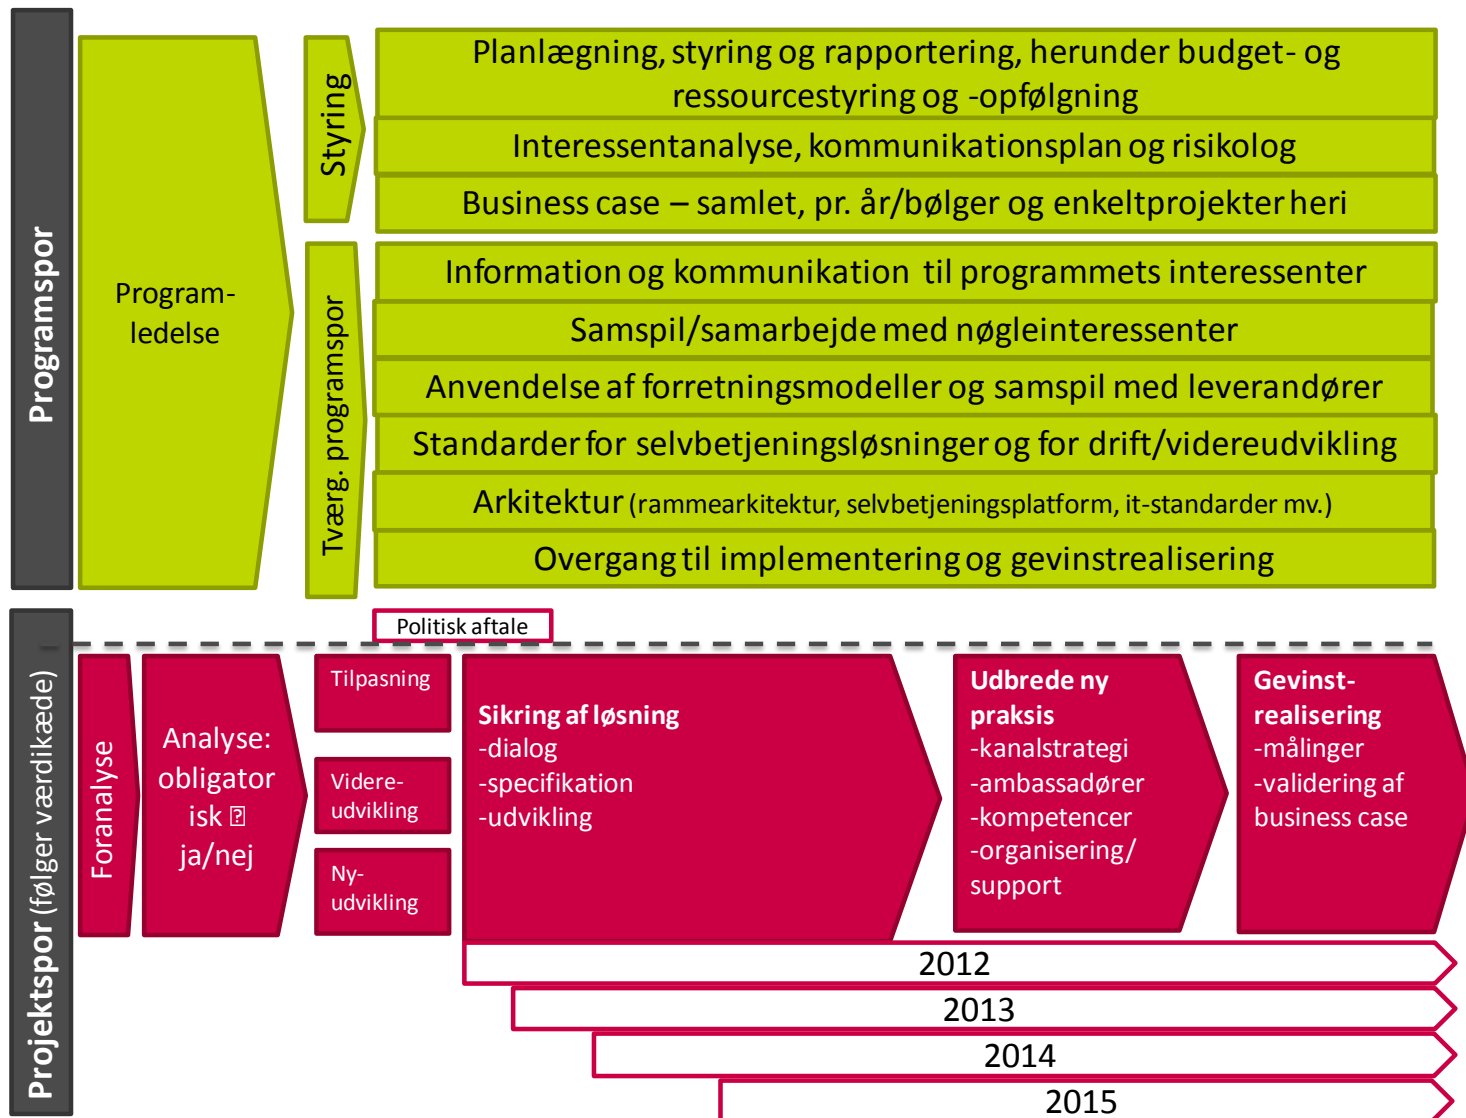 Programspor
Program-
ledelse
Styring
Planlægning, styring og rapportering, herunder budget- og
ressourcestyring og -opfølgning
Interessentanalyse, kommunikationsplan og risikolog
Business case – samlet, pr. år/bølger og enkeltprojekter heri
Tværg. programspor
Information og kommunikation til programmets interessenter
Samspil/samarbejde med nøgleinteressenter
Anvendelse af forretningsmodeller og samspil med leverandører
Standarder for selvbetjeningsløsninger og for drift/videreudvikling
Arkitektur (rammearkitektur, selvbetjeningsplatform, it-standarder mv.)
Overgang til implementering og gevinstrealisering
Projektspor (følger værdikæde)
Politisk aftale
Foranalyse
Analyse:
obligator
isk 🯄
ja/nej
Tilpasning
Videre-
udvikling
Ny-
udvikling
Sikring af løsning
-dialog
-specifikation
-udvikling
Udbrede ny
praksis
-kanalstrategi
-ambassadører
-kompetencer
-organisering/
support
Gevinst-
realisering
-målinger
-validering af
business case
2012
2013
2014
2015